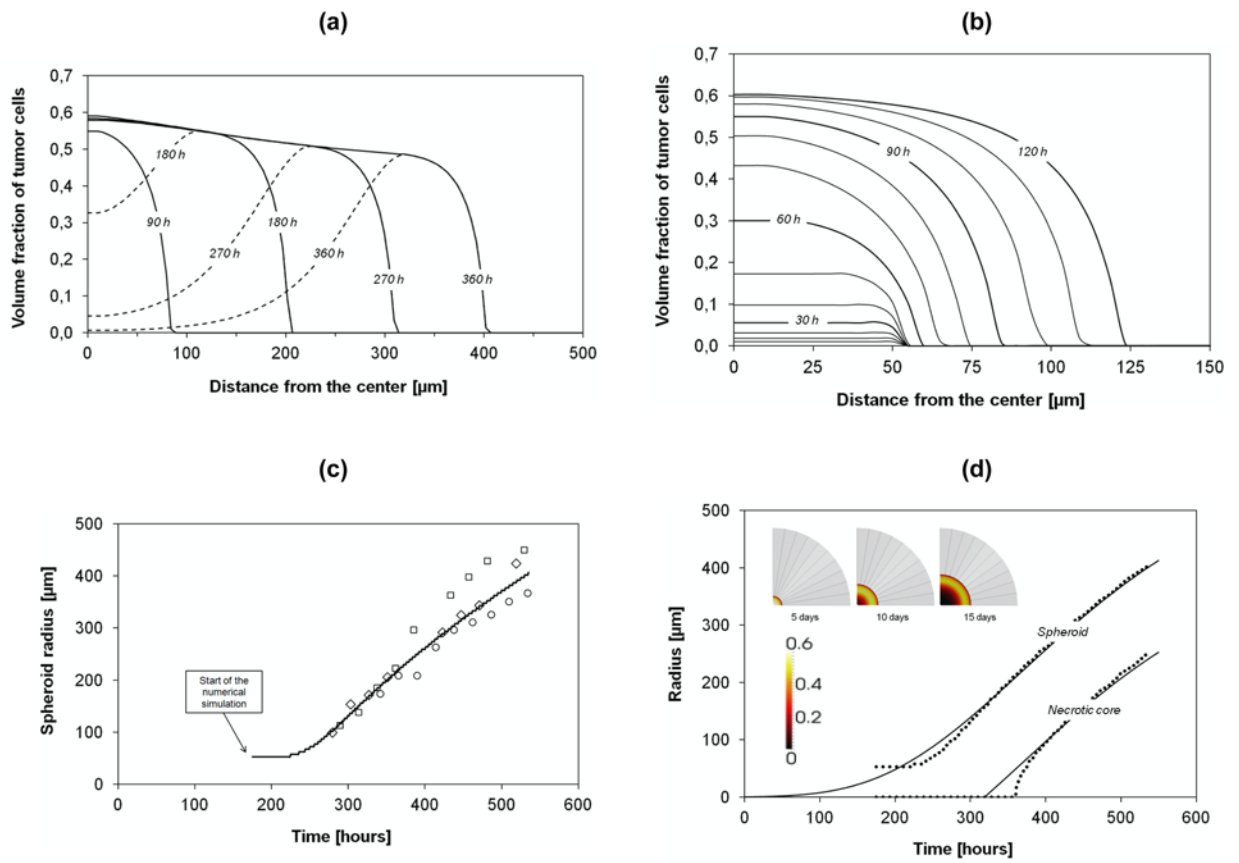 (a)
0,7
0,6
0,5
0,4
0,3
0,2
0,1
0,0
Volume fraction of tumor cells
180 h
90 h
180 h
270 h
360 h
270 h
360 h
0
100
200
300
400
500
Distance from the center [µm]
(b)
0,7
0,6
0,5
0,4
0,3
0,2
0,1
0,0
Volume fraction of tumor cells
90 h
120 h
60 h
30 h
0
25
50
75
100
125
150
Distance from the center [µm]
(c)
500
400
300
200
100
0
Spheroid radius [µm]
Start of the
numerical
simulation
0
100
200
300
400
500
600
Time [hours]
(d)
500
400
300
200
100
0
Radius [µm]
5 days
10 days
15 days
0.6
0.4
0.2
0
Spheroid
Necrotic core
0
100
200
300
400
500
600
Time [hours]